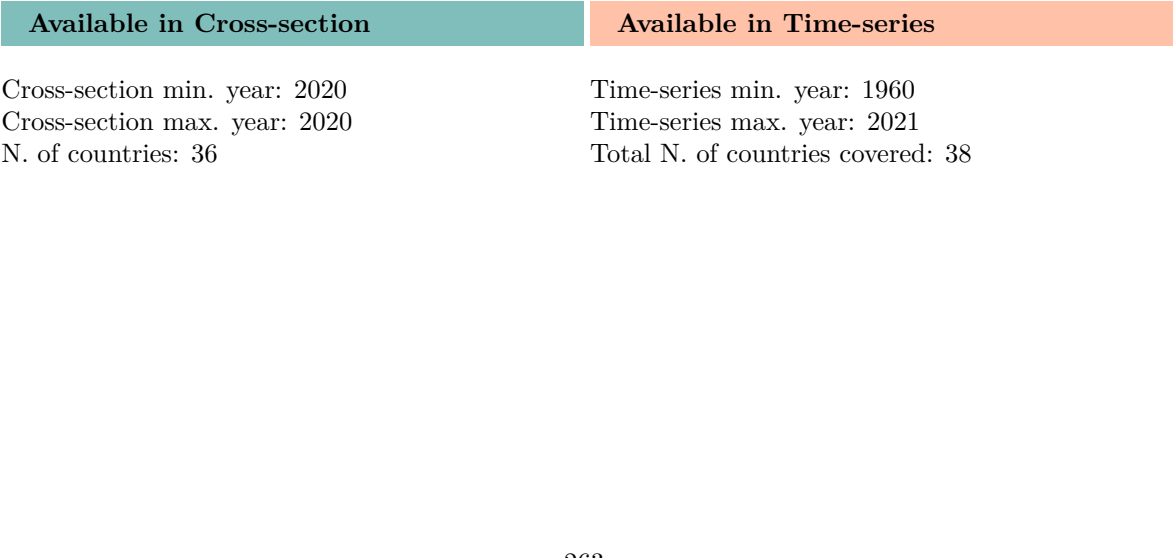 Available in Cross-section
Cross-section min. year: 2020
Cross-section max. year: 2020
N. of countries: 36
Available in Time-series
Time-series min. year: 1960
Time-series max. year: 2021
Total N. of countries covered: 38